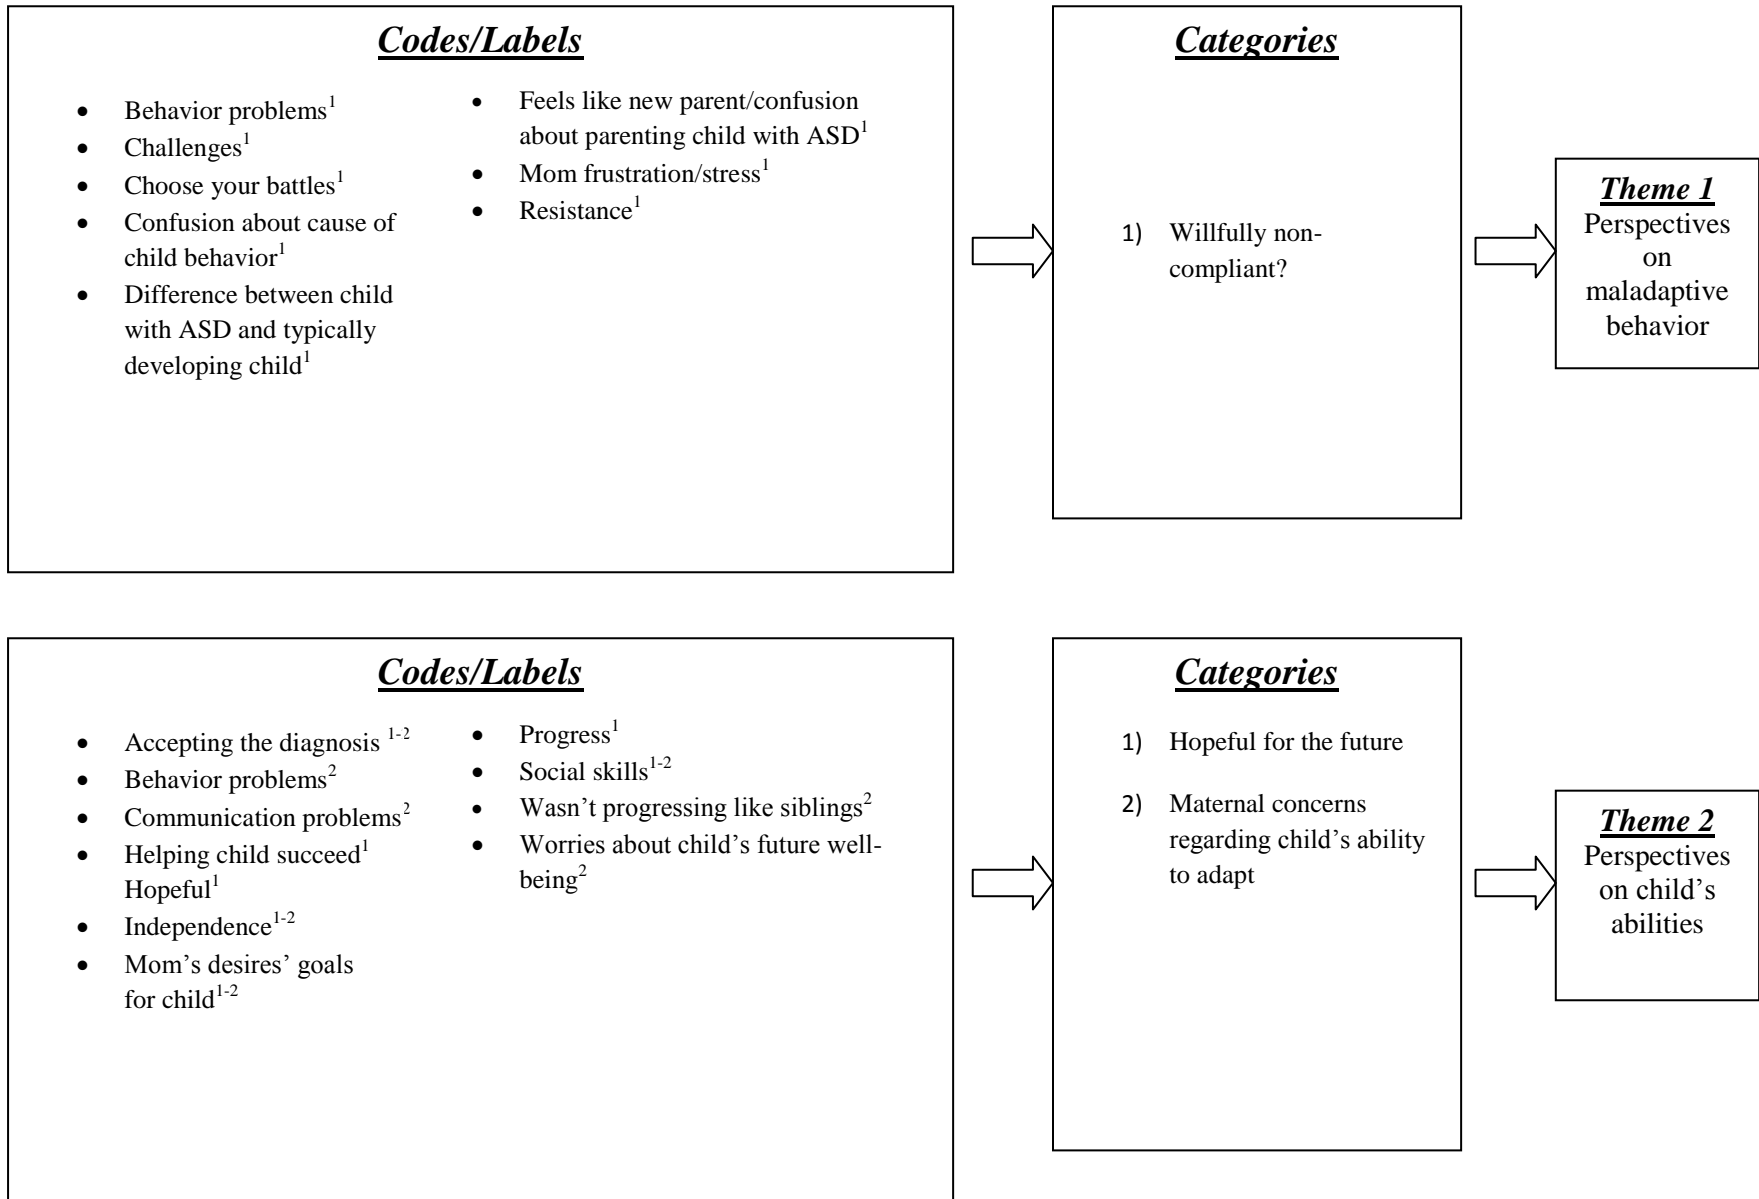 Codes/Labels
• Behavior problems¹
• Challenges¹
• Choose your battles¹
• Confusion about cause of
child behavior¹
• Difference between child
with ASD and typically
developing child¹
• Feels like new parent/confusion
about parenting child with ASD¹
• Mom frustration/stress¹
• Resistance¹
Categories
1) Willfully non-
compliant?
Theme 1
Perspectives
on
maladaptive
behavior
Codes/Labels
• Accepting the diagnosis ¹⁻²
• Behavior problems²
• Communication problems²
• Helping child succeed¹
Hopeful¹
• Independence¹⁻²
• Mom’s desires’ goals
for child¹⁻²
• Progress¹
• Social skills¹⁻²
• Wasn’t progressing like siblings²
• Worries about child’s future well-
being²
Categories
1) Hopeful for the future
2) Maternal concerns
regarding child’s ability
to adapt
Theme 2
Perspectives
on child’s
abilities